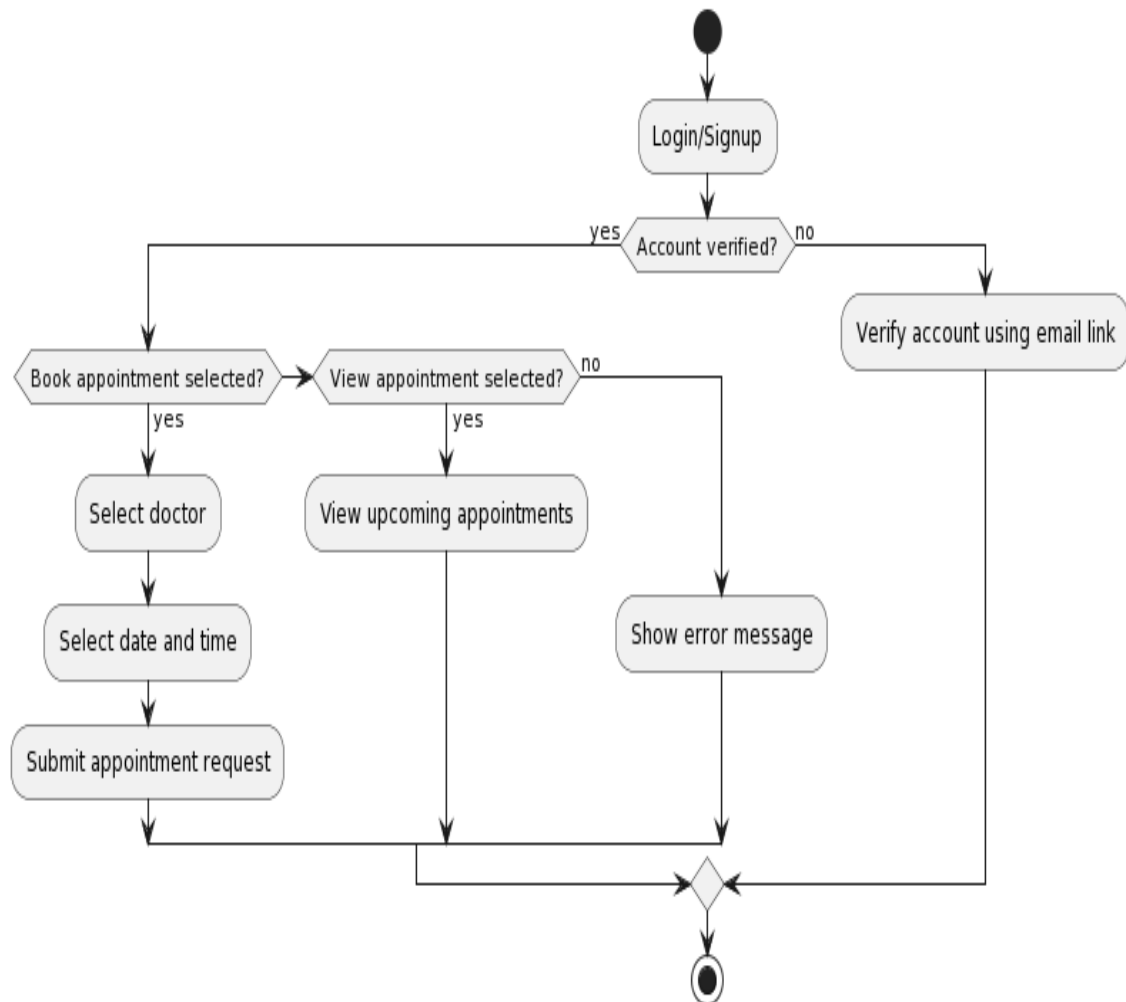 Login/Signup
yes
Account verified?
no
Verify account using email link
Book appointment selected?
View appointment selected?
no
yes
yes
Select doctor
View upcoming appointments
Select date and time
Show error message
Submit appointment request